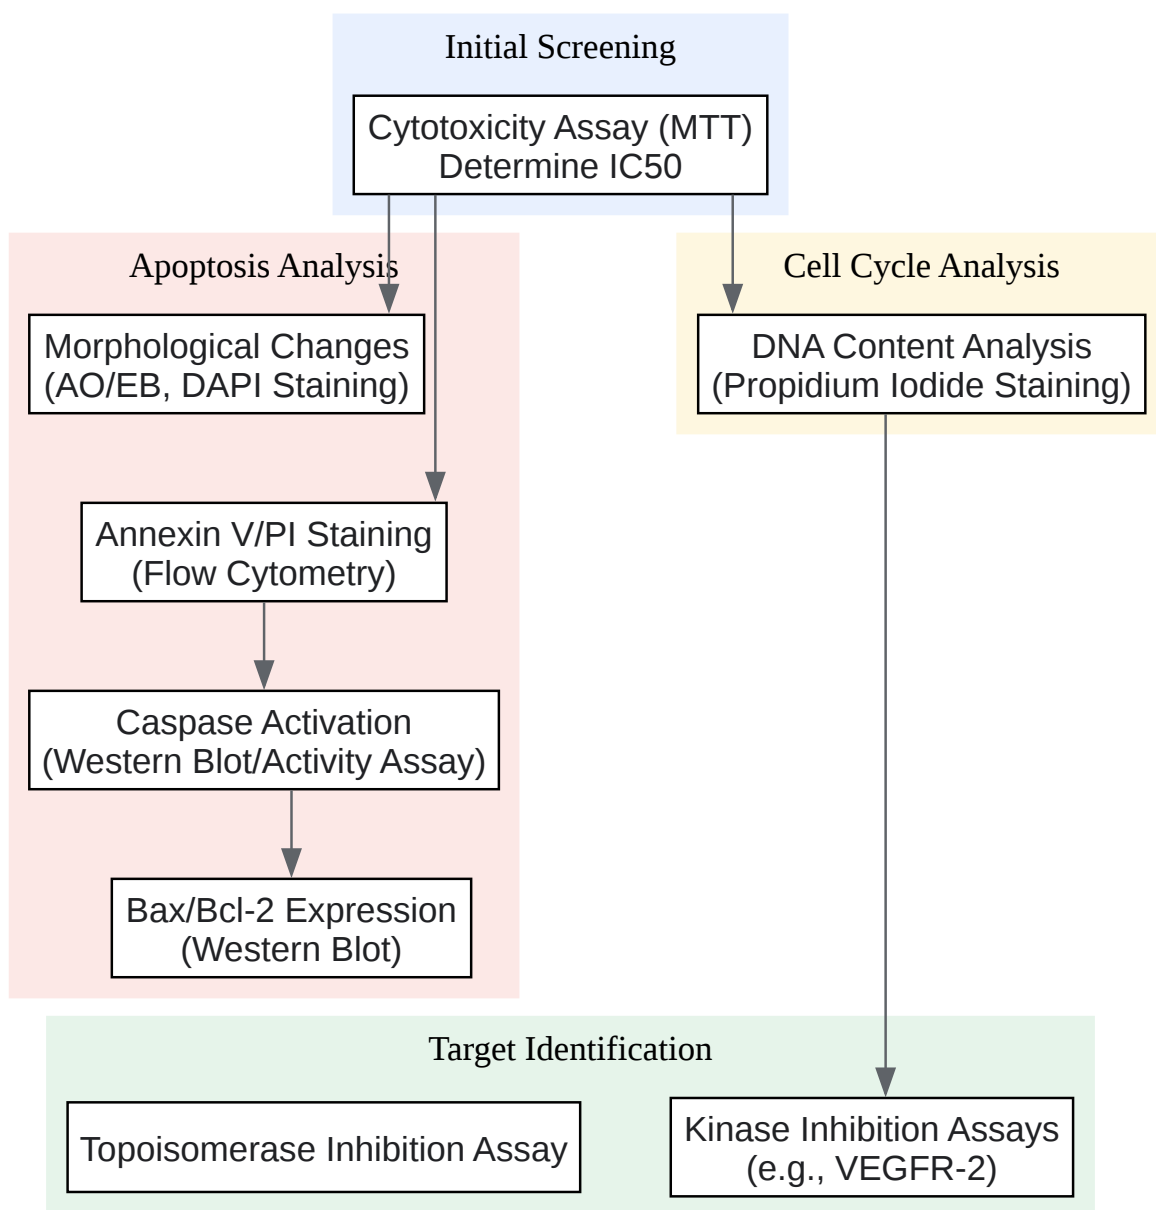 Initial Screening
Cytotoxicity Assay (MTT)
Determine IC50
Apoptosis Analysis
Morphological Changes
(AO/EB, DAPI Staining)
Annexin V/PI Staining
(Flow Cytometry)
Caspase Activation
(Western Blot/Activity Assay)
Bax/Bcl-2 Expression
(Western Blot)
Cell Cycle Analysis
DNA Content Analysis
(Propidium Iodide Staining)
Target Identification
Topoisomerase Inhibition Assay
Kinase Inhibition Assays
(e.g., VEGFR-2)